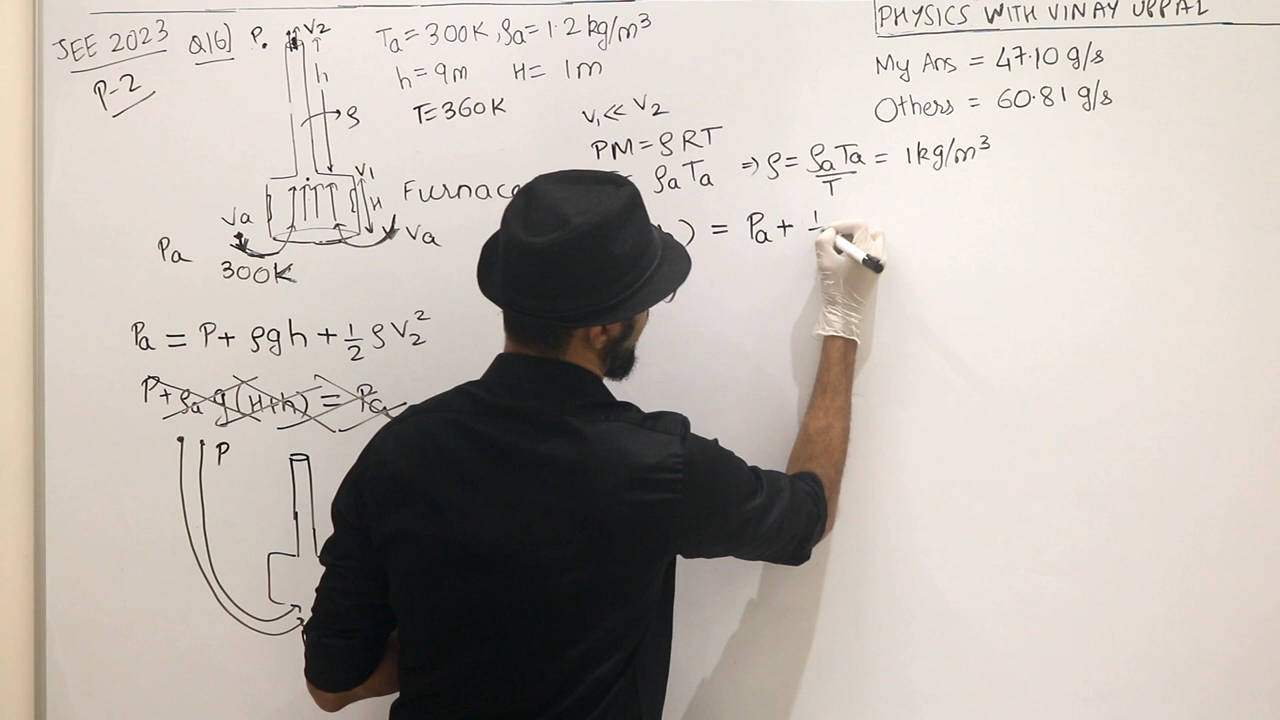 JEE 2023 Q16]
P-2
P. V2
h
ρ
V1
H
Va
Va
Pa
300K
Furnace
Ta = 300K, ρa = 1.2 kg/m³
h = 9m H = 1m
T = 360K
V₁ << V₂
PM = ρRT
ρaTa ⇒ ρ = ρaTa/T = 1kg/m³
) = Pa + 1
PHYSICS WITH VINAY UPPAL
My Ans = 47.10 g/s
Others = 60.81 g/s
Pa = P + ρgh + ½ρV₂²
P + ρa g(H+h) = Pa
P